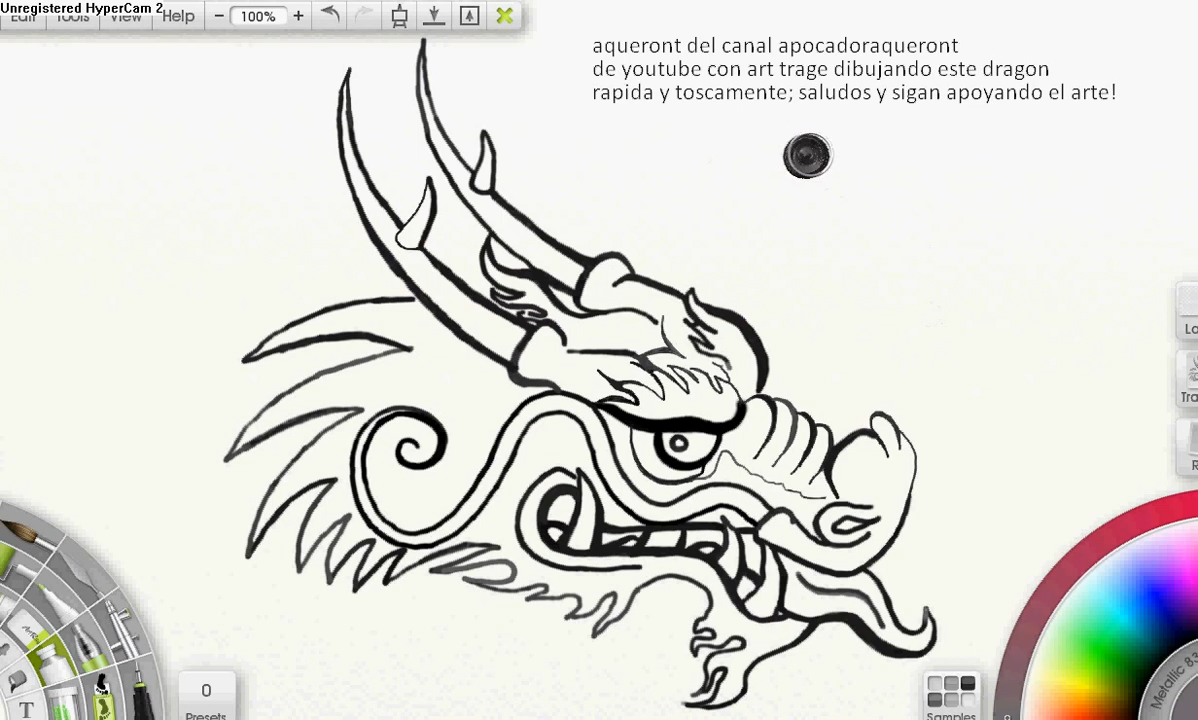 Unregistered HyperCam 2
Edit Tools View Help 100%
aqueront del canal apocadoraqueront
de youtube con art trage dibujando este dragon
rapida y toscamente; saludos y sigan apoyando el arte!
0
Presets
T
Samples
Metallic